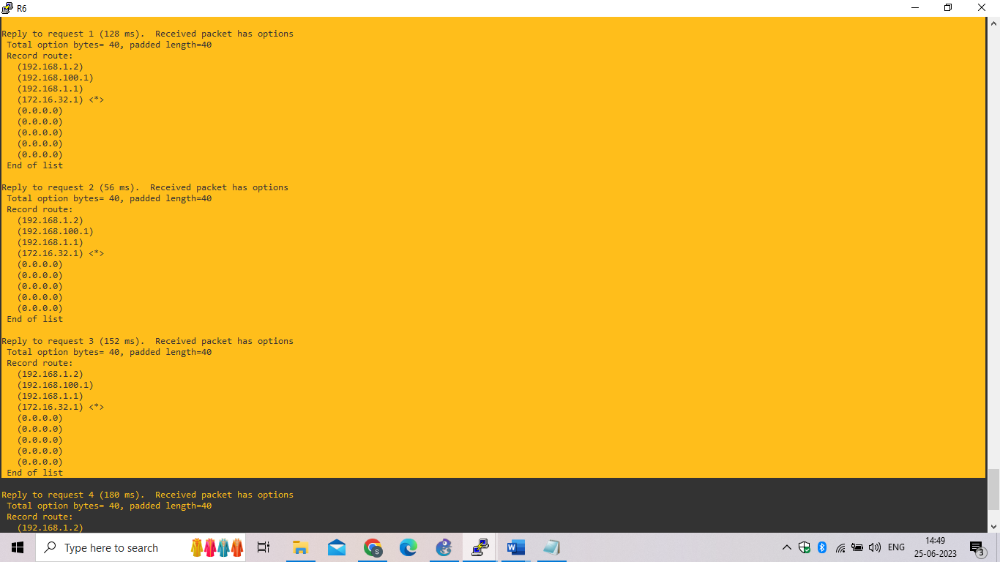 R6
Reply to request 1 (128 ms).  Received packet has options
 Total option bytes= 40, padded length=40
 Record route:
   (192.168.1.2)
   (192.168.100.1)
   (192.168.1.1)
   (172.16.32.1) <*>
   (0.0.0.0)
   (0.0.0.0)
   (0.0.0.0)
   (0.0.0.0)
   (0.0.0.0)
 End of list
Reply to request 2 (56 ms).  Received packet has options
 Total option bytes= 40, padded length=40
 Record route:
   (192.168.1.2)
   (192.168.100.1)
   (192.168.1.1)
   (172.16.32.1) <*>
   (0.0.0.0)
   (0.0.0.0)
   (0.0.0.0)
   (0.0.0.0)
   (0.0.0.0)
 End of list
Reply to request 3 (152 ms).  Received packet has options
 Total option bytes= 40, padded length=40
 Record route:
   (192.168.1.2)
   (192.168.100.1)
   (192.168.1.1)
   (172.16.32.1) <*>
   (0.0.0.0)
   (0.0.0.0)
   (0.0.0.0)
   (0.0.0.0)
   (0.0.0.0)
 End of list
Reply to request 4 (180 ms).  Received packet has options
 Total option bytes= 40, padded length=40
 Record route:
   (192.168.1.2)
Type here to search
S
W
ENG
14:49
25-06-2023
3